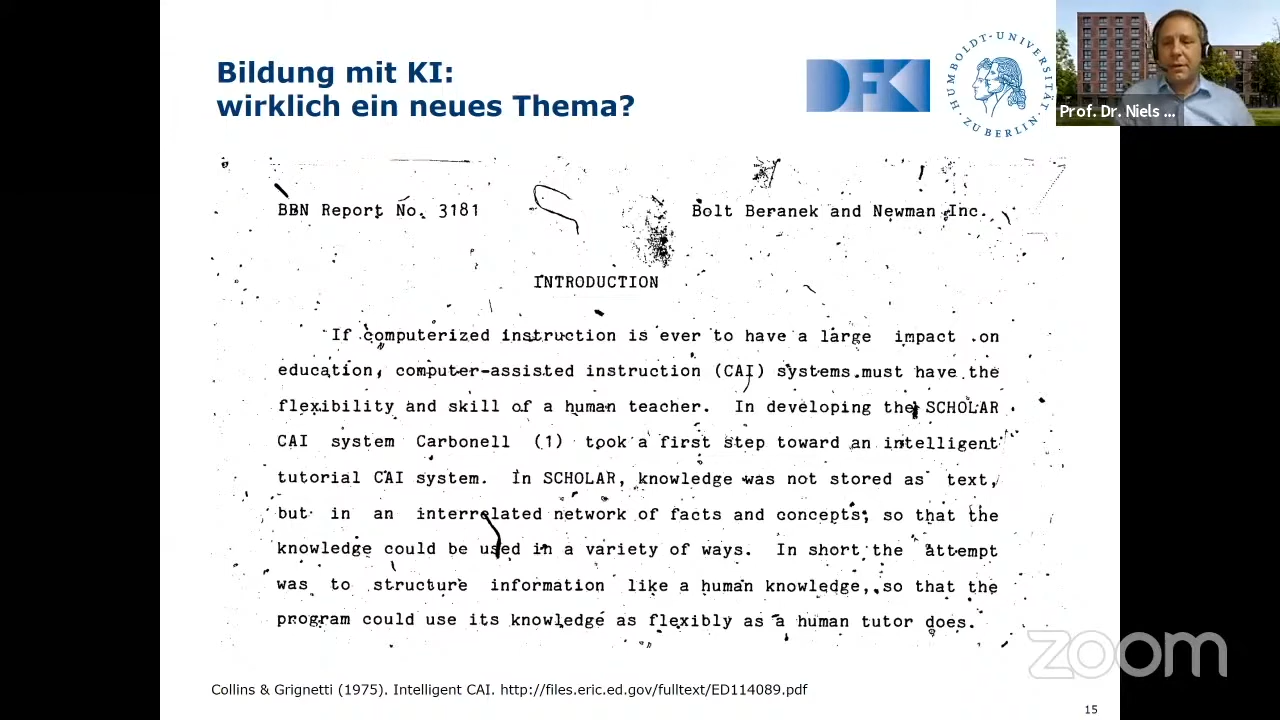 Bildung mit KI:
wirklich ein neues Thema?
DFKI
HUMBOLDT-UNIVERSITÄT
ZU BERLIN
Prof. Dr. Niels ...
BBN Report No. 3181
Bolt Beranek and Newman Inc.
INTRODUCTION
If computerized instruction is ever to have a large impact on
education, computer-assisted instruction (CAI) systems must have the
flexibility and skill of a human teacher. In developing the SCHOLAR
CAI system Carbonell (1) took a first step toward an intelligent
tutorial CAI system. In SCHOLAR, knowledge was not stored as text,
but in an interrelated network of facts and concepts, so that the
knowledge could be used in a variety of ways. In short the attempt
was to structure information like a human knowledge, so that the
program could use its knowledge as flexibly as a human tutor does.
zoom
Collins & Grignetti (1975). Intelligent CAI. http://files.eric.ed.gov/fulltext/ED114089.pdf
15